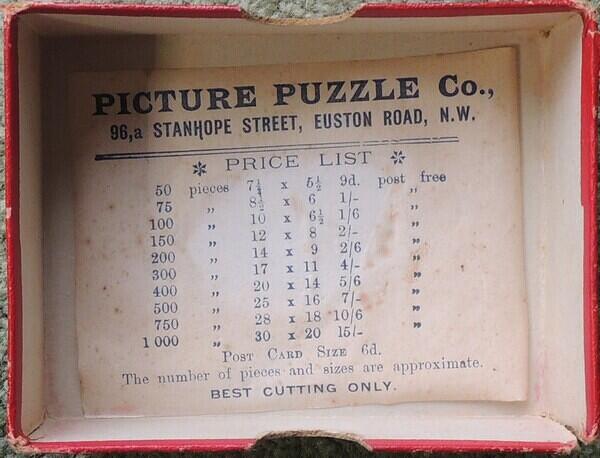 PICTURE PUZZLE Co.,
96,a STANHOPE STREET, EUSTON ROAD, N.W.
* PRICE LIST *
50 pieces 7¼ x 5½ 9d. post free
75 „ 8½ x 6 1/- „
100 „ 10 x 6½ 1/6 „
150 „ 12 x 8 2/- „
200 „ 14 x 9 2/6 „
300 „ 17 x 11 4/- „
400 „ 20 x 14 5/6 „
500 „ 25 x 16 7/- „
750 „ 28 x 18 10/6 „
1000 „ 30 x 20 15/- „
POST CARD SIZE 6d.
The number of pieces and sizes are approximate.
BEST CUTTING ONLY.